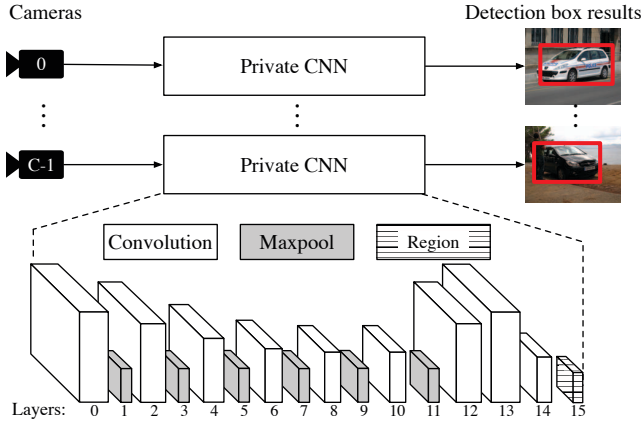 Cameras
Detection box results
0
Private CNN
C-1
Private CNN
Convolution
Maxpool
Region
Layers: 0 1 2 3 4 5 6 7 8 9 10 11 12 13 14 15